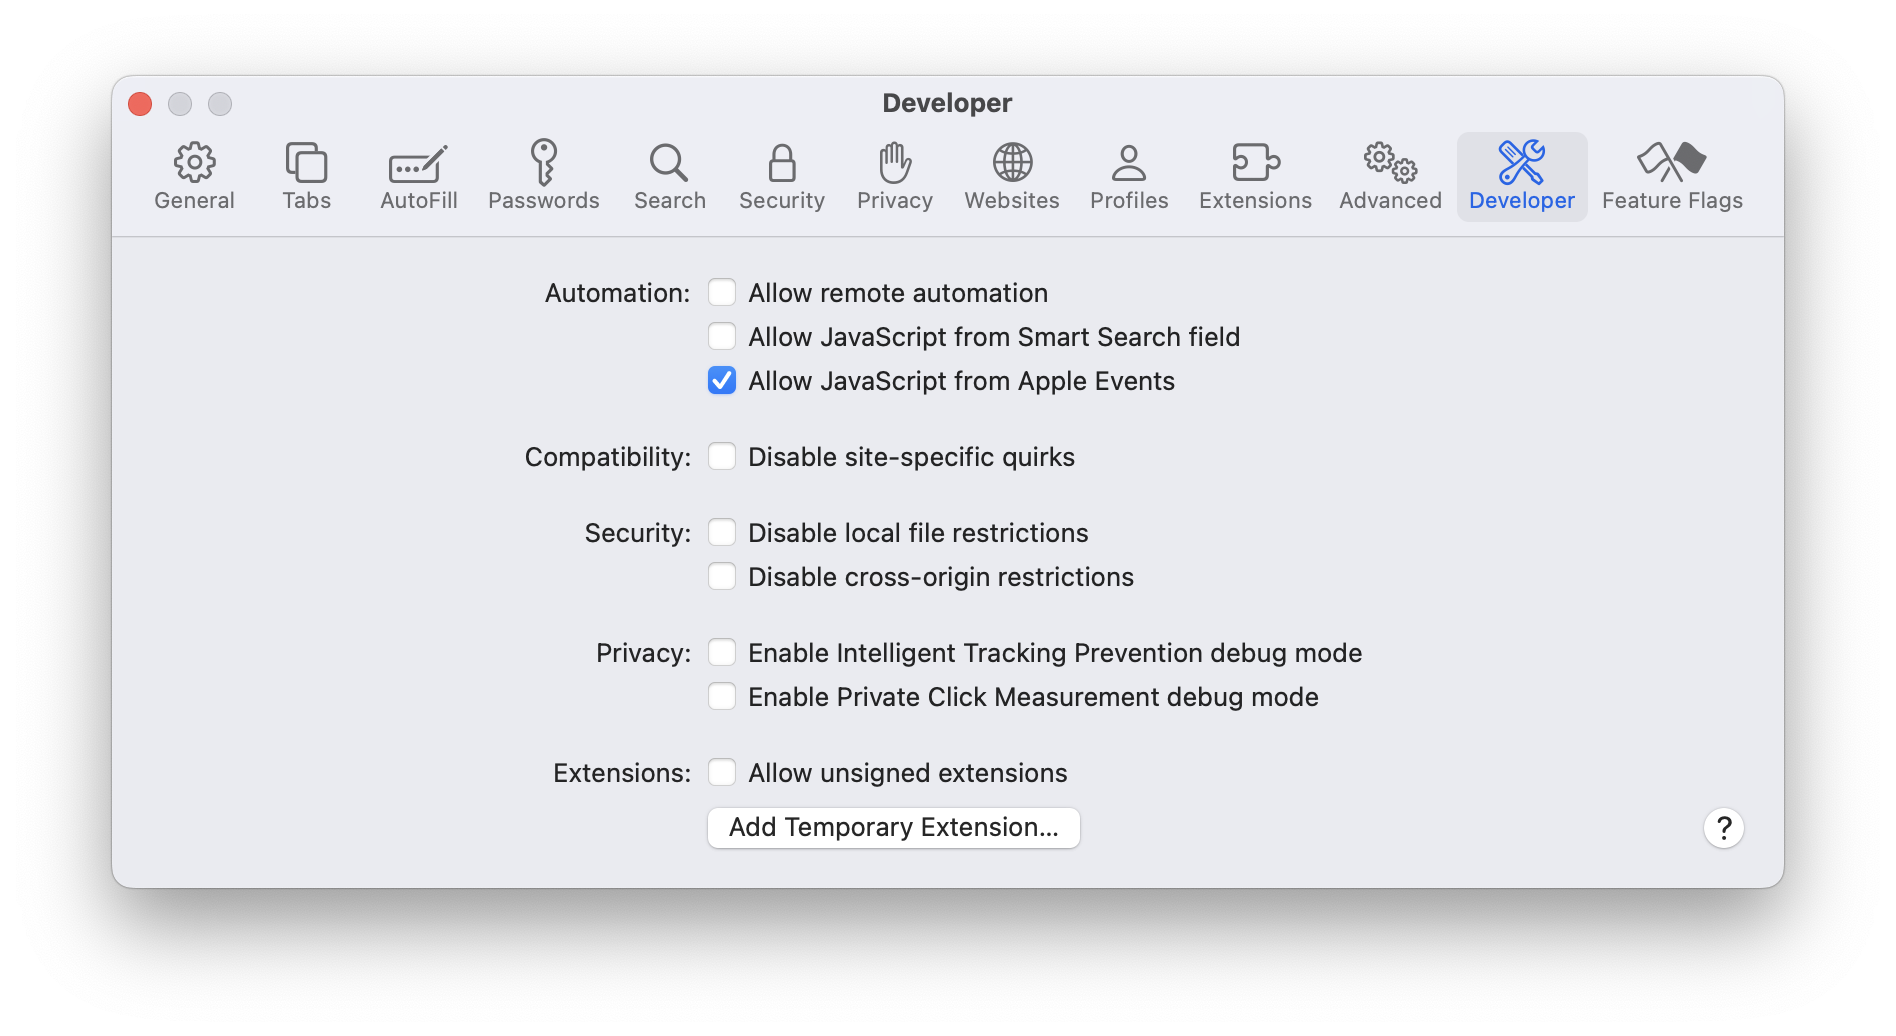 Developer
General Tabs AutoFill Passwords Search Security Privacy Websites Profiles Extensions Advanced Developer Feature Flags
Automation: Allow remote automation
Allow JavaScript from Smart Search field
Allow JavaScript from Apple Events
Compatibility: Disable site-specific quirks
Security: Disable local file restrictions
Disable cross-origin restrictions
Privacy: Enable Intelligent Tracking Prevention debug mode
Enable Private Click Measurement debug mode
Extensions: Allow unsigned extensions
Add Temporary Extension... ?